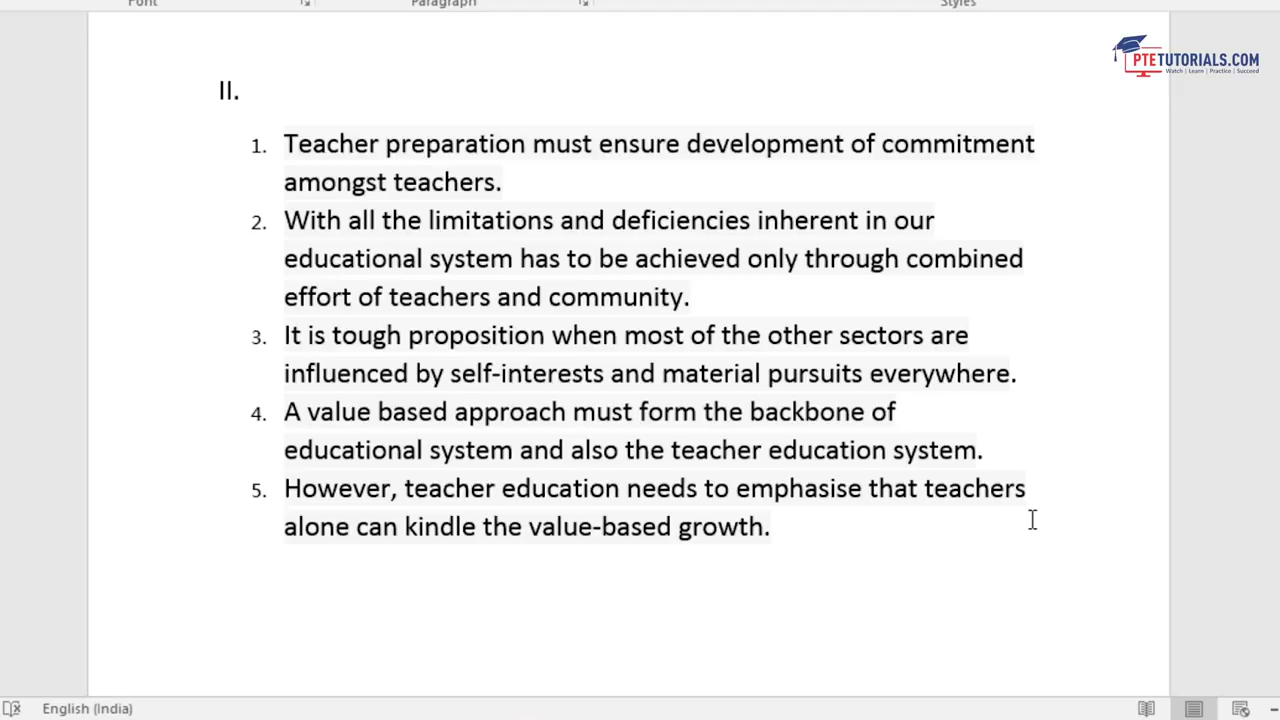 Font
Paragraph
Styles
PTETUTORIALS.COM
Watch | Learn | Practice | Succeed
II.
1. Teacher preparation must ensure development of commitment
amongst teachers.
2. With all the limitations and deficiencies inherent in our
educational system has to be achieved only through combined
effort of teachers and community.
3. It is tough proposition when most of the other sectors are
influenced by self-interests and material pursuits everywhere.
4. A value based approach must form the backbone of
educational system and also the teacher education system.
5. However, teacher education needs to emphasise that teachers
alone can kindle the value-based growth.
English (India)